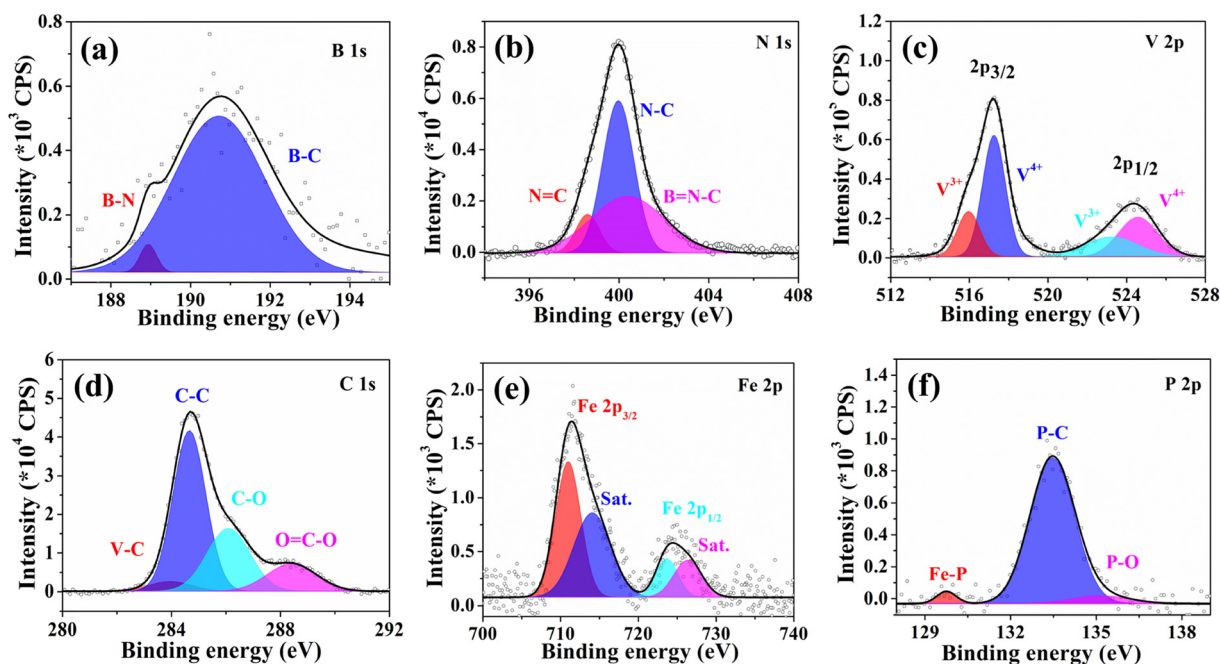 (a)
B 1s
B-N
B-C
0.8
0.6
0.4
0.2
0.0
188 190 192 194
Intensity (*10³ CPS)
Binding energy (eV)
(b)
N 1s
N-C
N=C
B=N-C
0.8
0.6
0.4
0.2
0.0
396 400 404 408
Intensity (*10⁴ CPS)
Binding energy (eV)
(c)
V 2p
2p3/2
2p1/2
V³⁺
V⁴⁺
V³⁺
V⁴⁺
1.2
1.0
0.8
0.6
0.4
0.2
0.0
512 516 520 524 528
Intensity (*10⁵ CPS)
Binding energy (eV)
(d)
C 1s
C-C
C-O
V-C
O=C-O
6
5
4
3
2
1
0
280 284 288 292
Intensity (*10⁴ CPS)
Binding energy (eV)
(e)
Fe 2p
Fe 2p₃/₂
Sat.
Fe 2p₁/₂
Sat.
2.0
1.5
1.0
0.5
0.0
700 710 720 730 740
Intensity (*10³ CPS)
Binding energy (eV)
(f)
P 2p
P-C
Fe-P
P-O
1.4
1.2
1.0
0.8
0.6
0.4
0.2
0.0
129 132 135 138
Intensity (*10³ CPS)
Binding energy (eV)